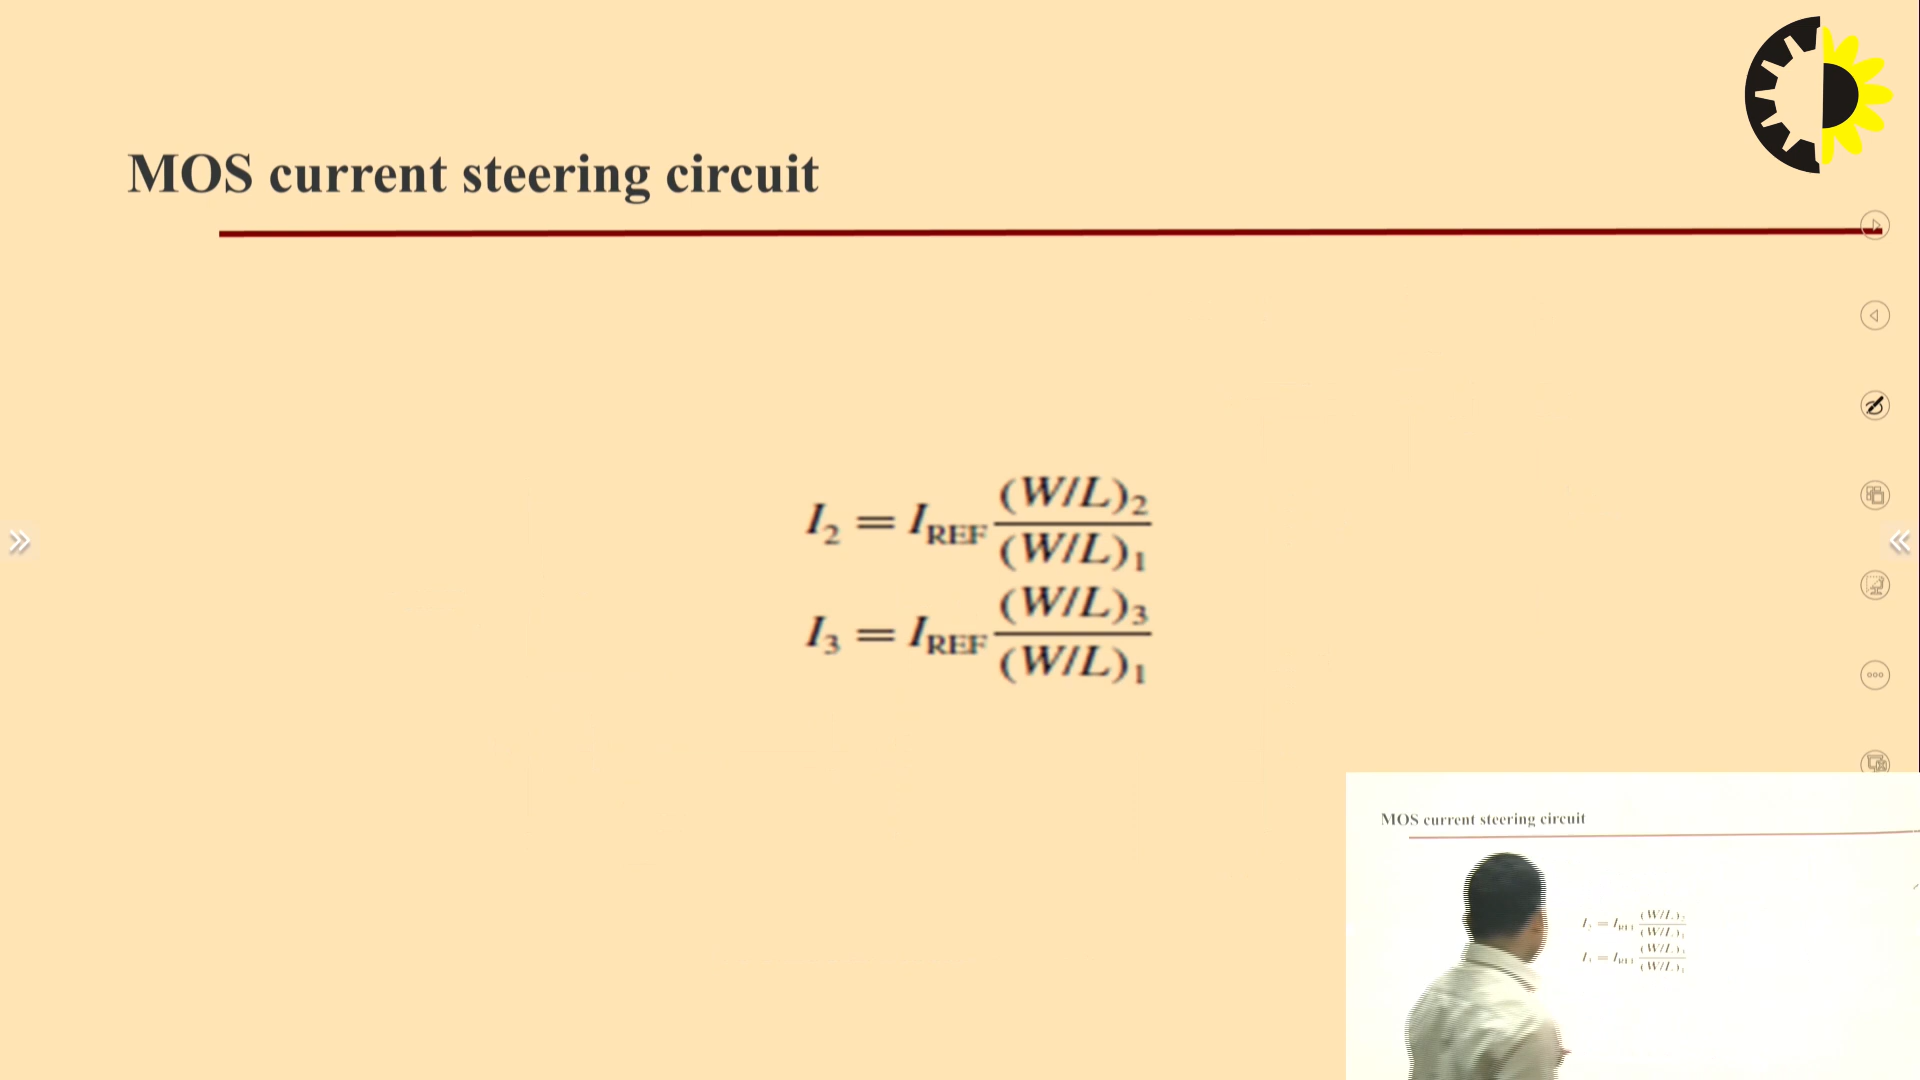 MOS current steering circuit
I₂ = I_REF (W/L)₂ / (W/L)₁
I₃ = I_REF (W/L)₃ / (W/L)₁
MOS current steering circuit